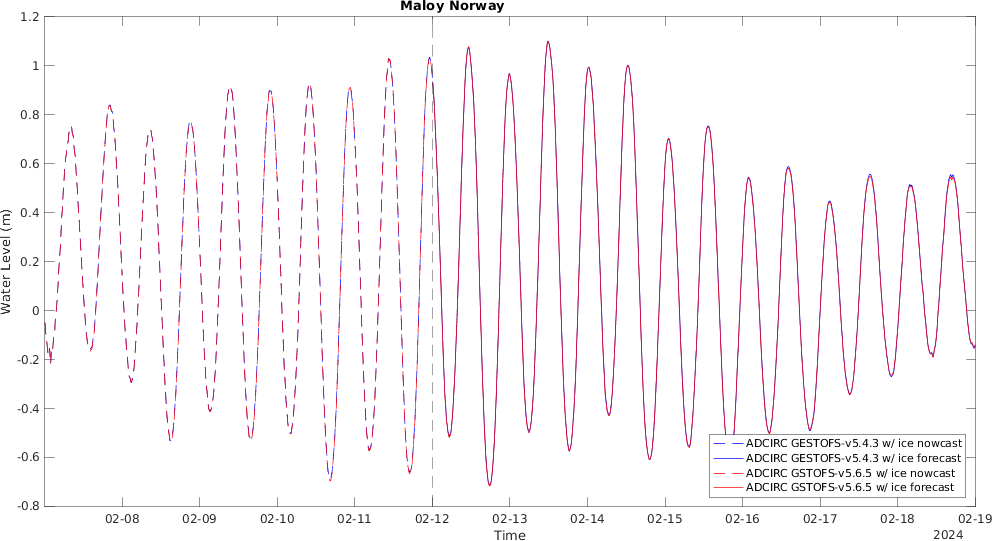 Maloy Norway
1.2
1
0.8
0.6
0.4
0.2
0
-0.2
-0.4
-0.6
-0.8
Water Level (m)
ADCIRC GESTOFS-v5.4.3 w/ ice nowcast
ADCIRC GESTOFS-v5.4.3 w/ ice forecast
ADCIRC GSTOFS-v5.6.5 w/ ice nowcast
ADCIRC GSTOFS-v5.6.5 w/ ice forecast
02-08 02-09 02-10 02-11 02-12 02-13 02-14 02-15 02-16 02-17 02-18 02-19
Time
2024